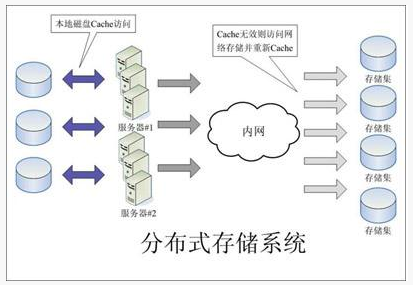 本地磁盘Cache访问
Cache无效则访问网
络存储并重新Cache
存储集
服务器#1
内网
存储集
存储集
服务器#2
存储集
分布式存储系统